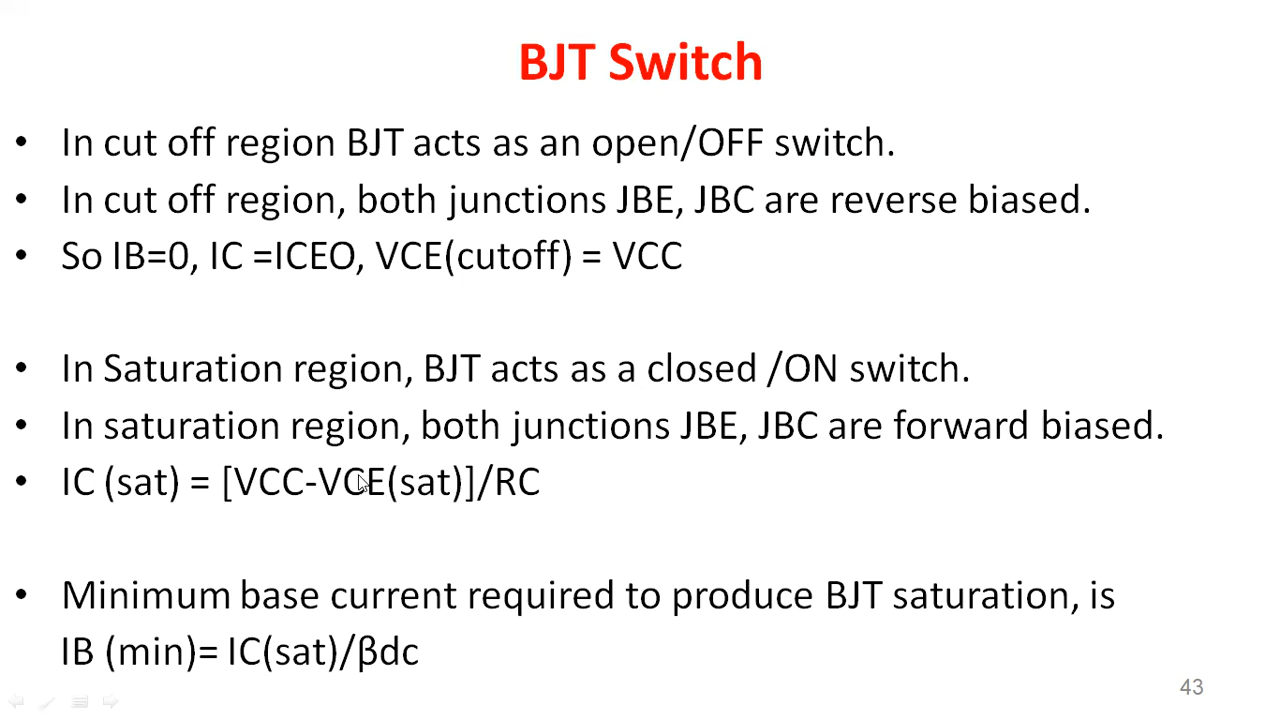 BJT Switch
• In cut off region BJT acts as an open/OFF switch.
• In cut off region, both junctions JBE, JBC are reverse biased.
• So IB=0, IC =ICEO, VCE(cutoff) = VCC
• In Saturation region, BJT acts as a closed /ON switch.
• In saturation region, both junctions JBE, JBC are forward biased.
• IC (sat) = [VCC-VCE(sat)]/RC
• Minimum base current required to produce BJT saturation, is
IB (min)= IC(sat)/βdc
43